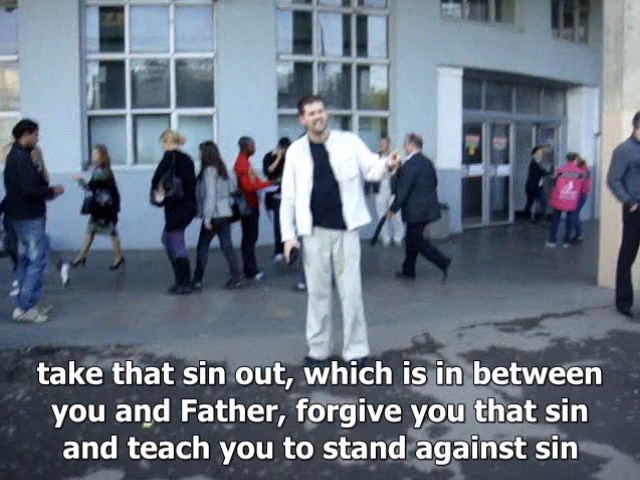 take that sin out, which is in between
you and Father, forgive you that sin
and teach you to stand against sin